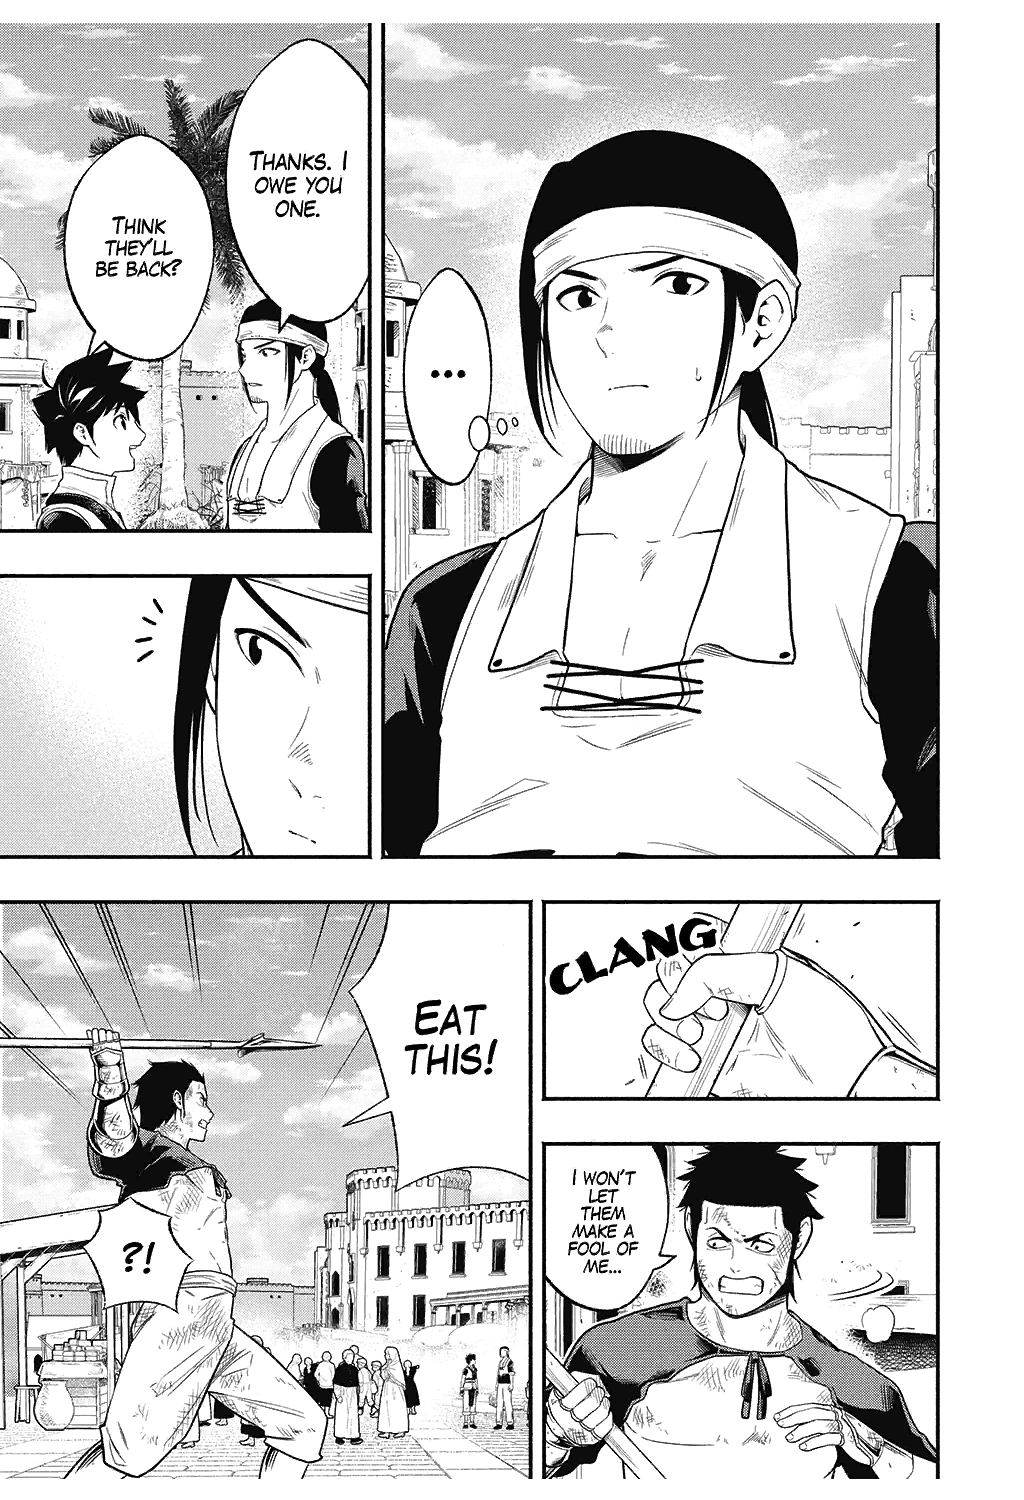 ...
THANKS. I
OWE YOU
ONE.
THINK
THEY'LL
BE BACK?
CLANG
I WON'T
LET
THEM
MAKE A
FOOL OF
ME...
EAT
THIS!
?!